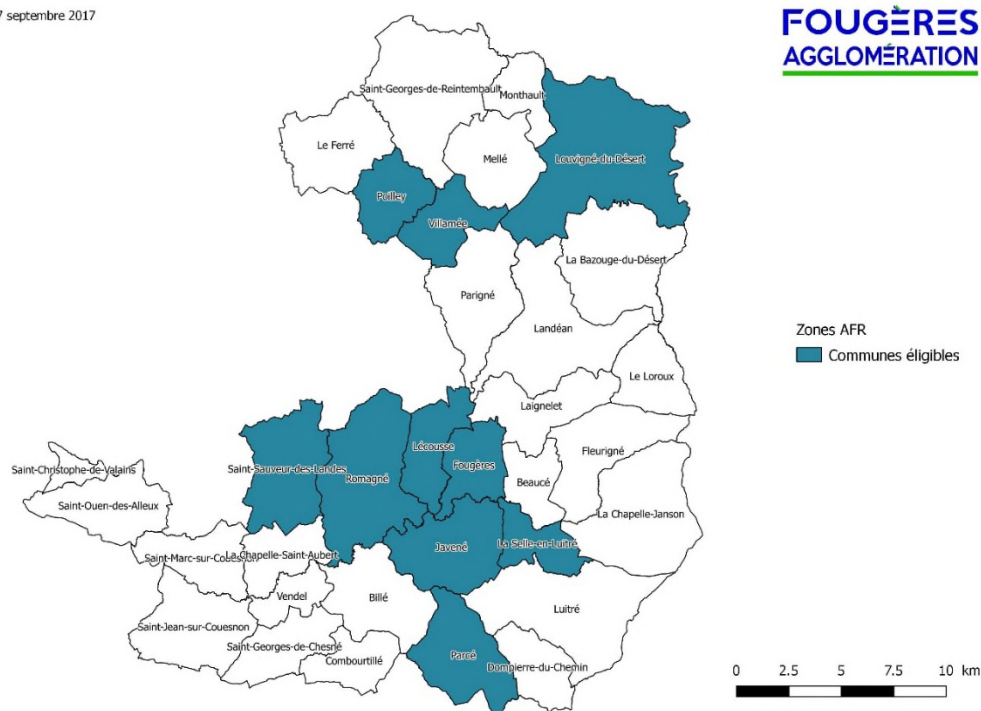 7 septembre 2017
FOUGÈRES
AGGLOMÉRATION
Saint-Georges-de-Reintembault
Monthault
Le Ferré
Mellé
Louvigné-du-Désert
Poilley
Villamée
La Bazouge-du-Désert
Parigné
Landéan
Zones AFR
Communes éligibles
Le Loroux
Laignelet
Lécousse
Fleurigné
Saint-Christophe-de-Valains
Saint-Sauveur-des-Landes
Romagné
Fougères
Beaucé
Saint-Ouen-des-Alleux
La Chapelle-Janson
Saint-Marc-sur-Couesnon
La Chapelle-Saint-Aubert
Javené
La Selle-en-Luitré
Vendel
Billé
Luitré
Saint-Jean-sur-Couesnon
Saint-Georges-de-Chesné
Combourtillé
Parcé
Dompierre-du-Chemin
0 2.5 5 7.5 10 km